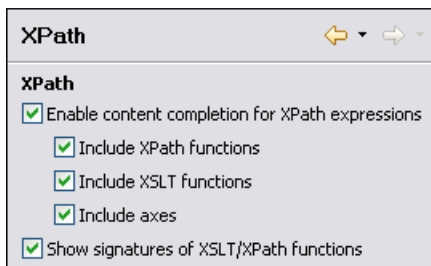 XPath
XPath
Enable content completion for XPath expressions
Include XPath functions
Include XSLT functions
Include axes
Show signatures of XSLT/XPath functions